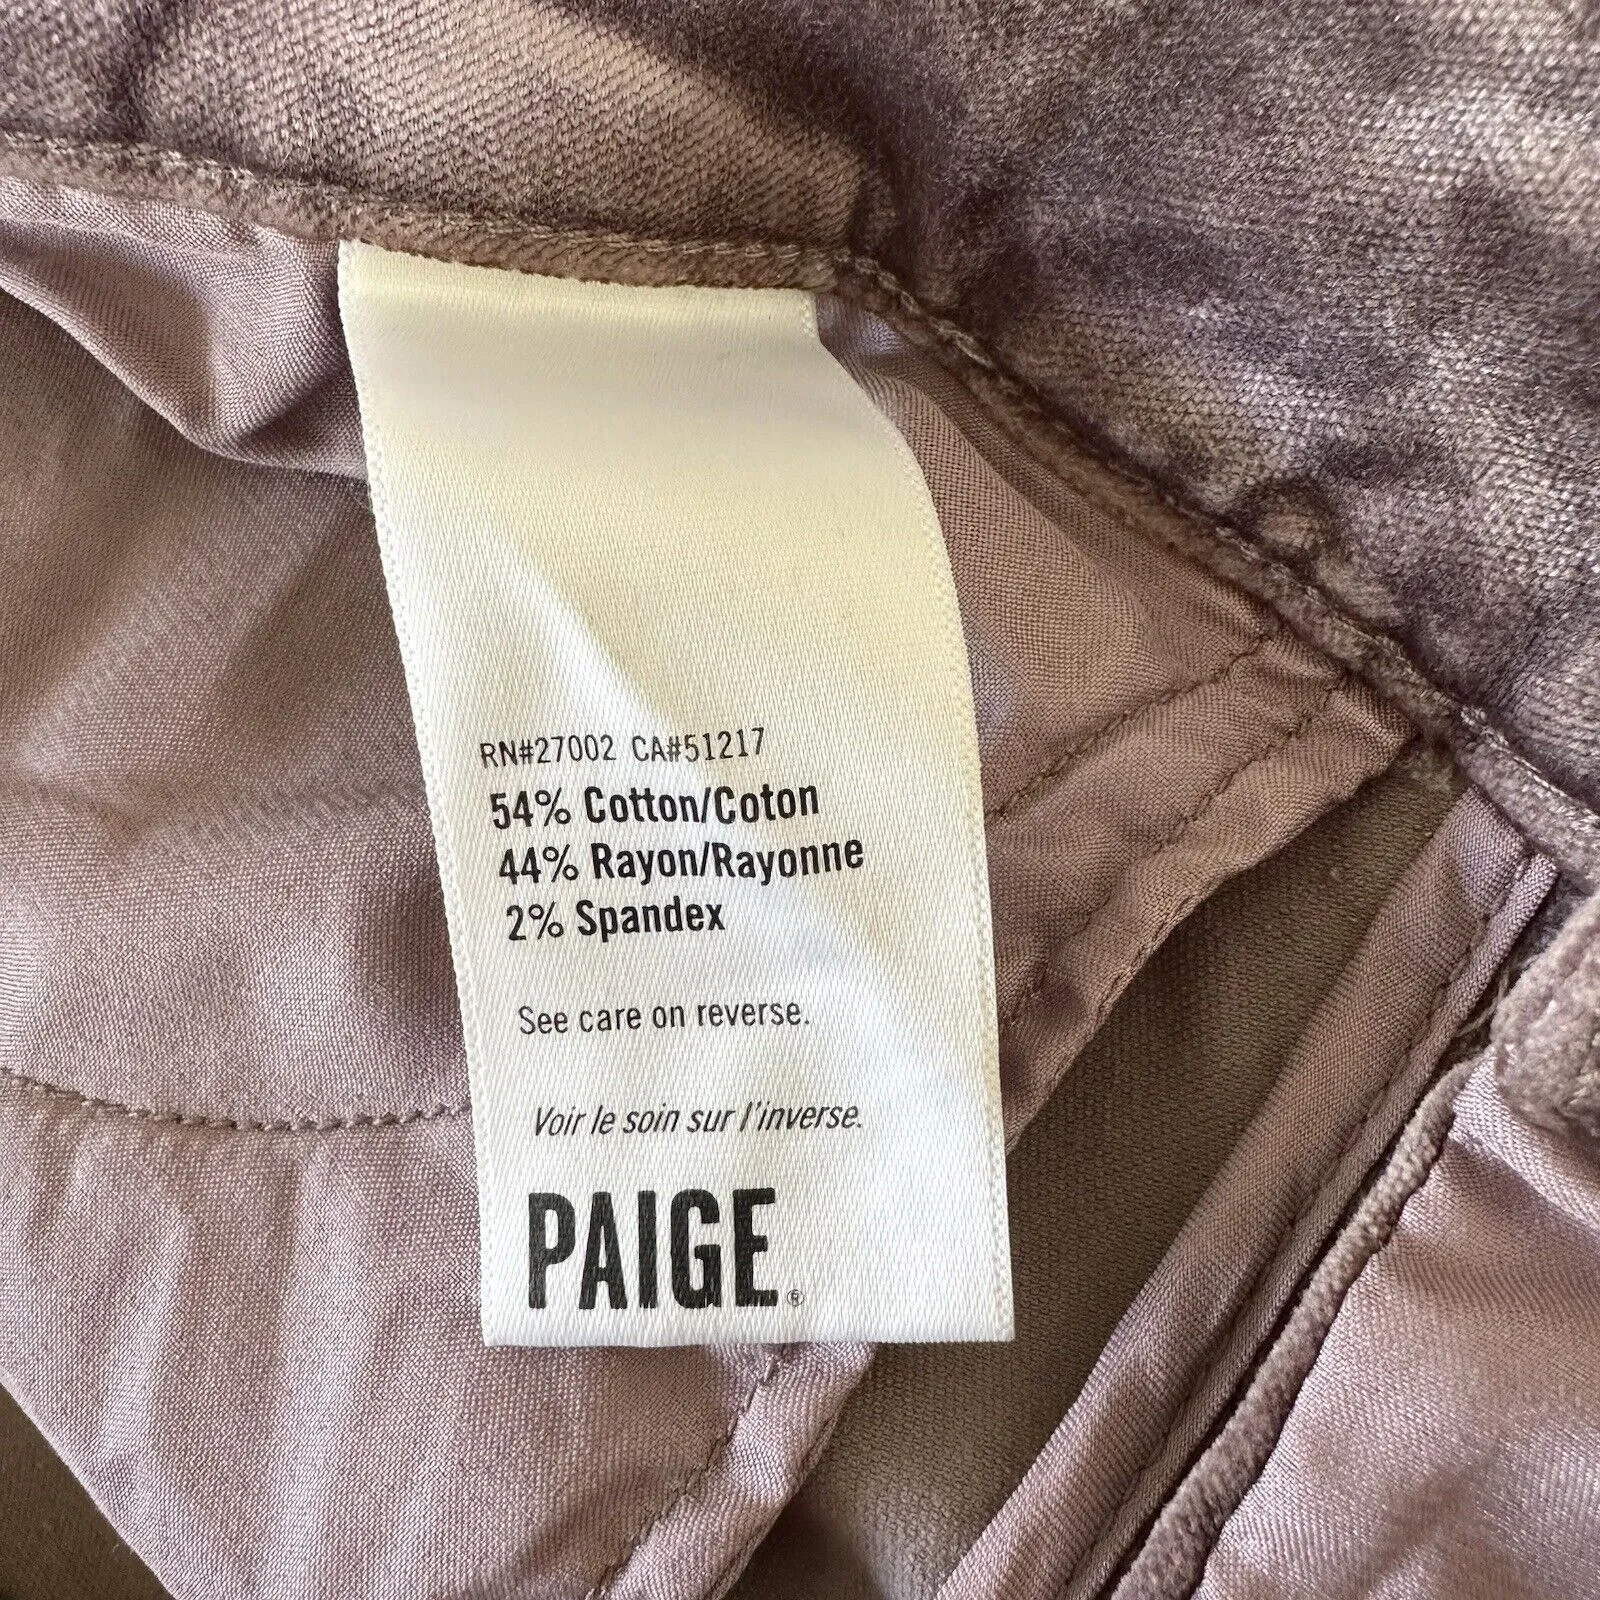 RN#27002 CA#51217
54% Cotton/Coton
44% Rayon/Rayonne
2% Spandex
See care on reverse.
Voir le soin sur l'inverse.
PAIGE®